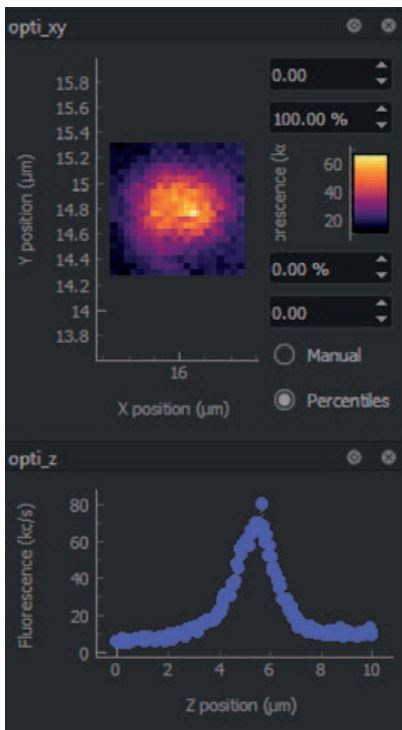 opti_xy
0.00
100.00 %
15.8
15.6
15.4
15.2
15
14.8
14.6
14.4
14.2
14
13.8
Y position (µm)
60
40
20
0.00 %
0.00
Manual
Percentiles
16
X position (µm)
opti_z
80
60
40
20
0
Fluorescence (kc/s)
0 2 4 6 8 10
Z position (µm)